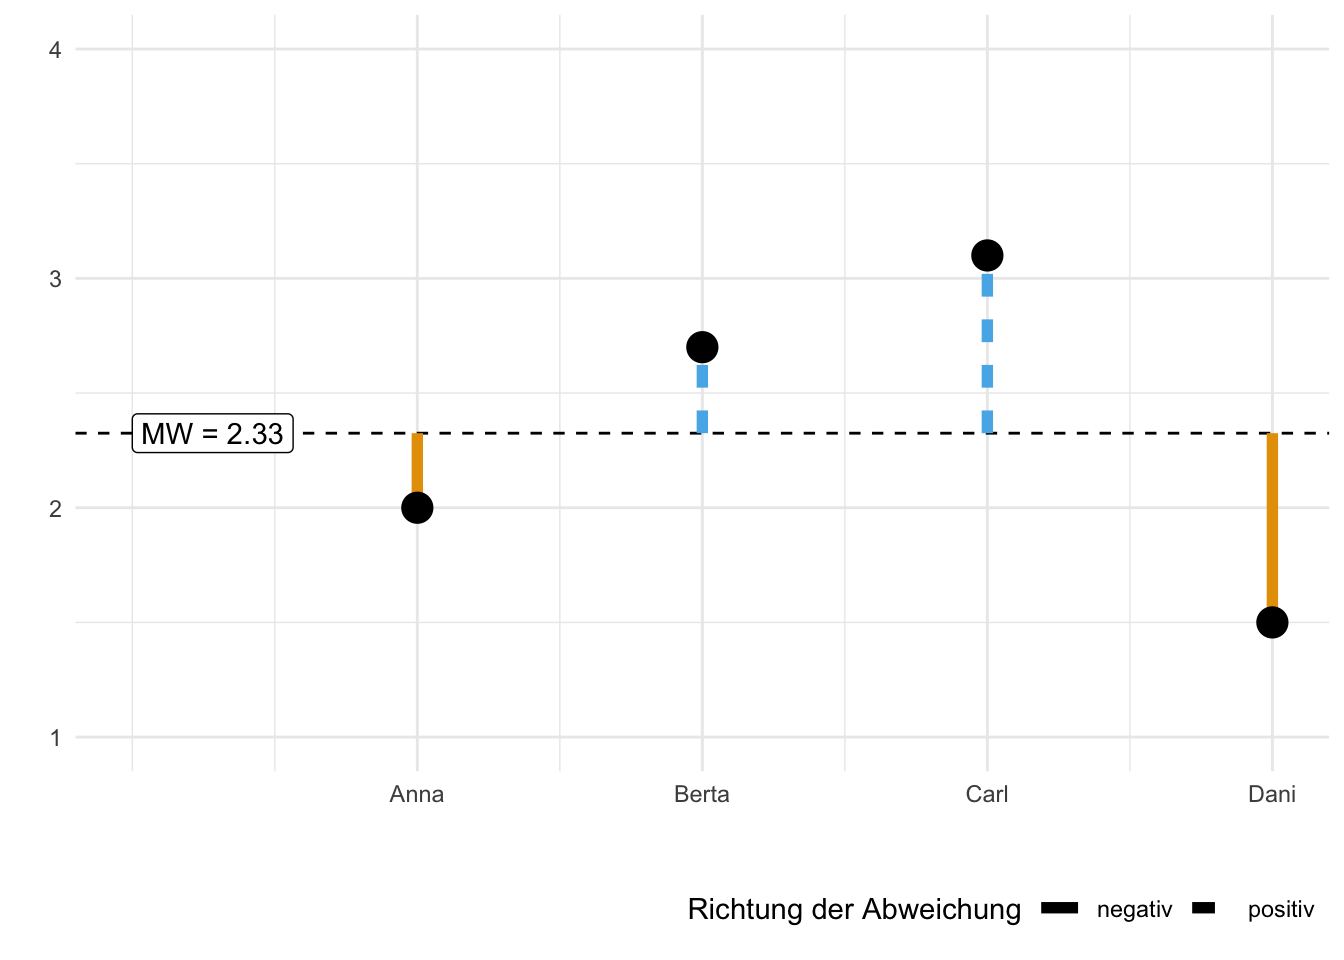 4
3
MW = 2.33
2
1
Anna Berta Carl Dani
Richtung der Abweichung negativ positiv